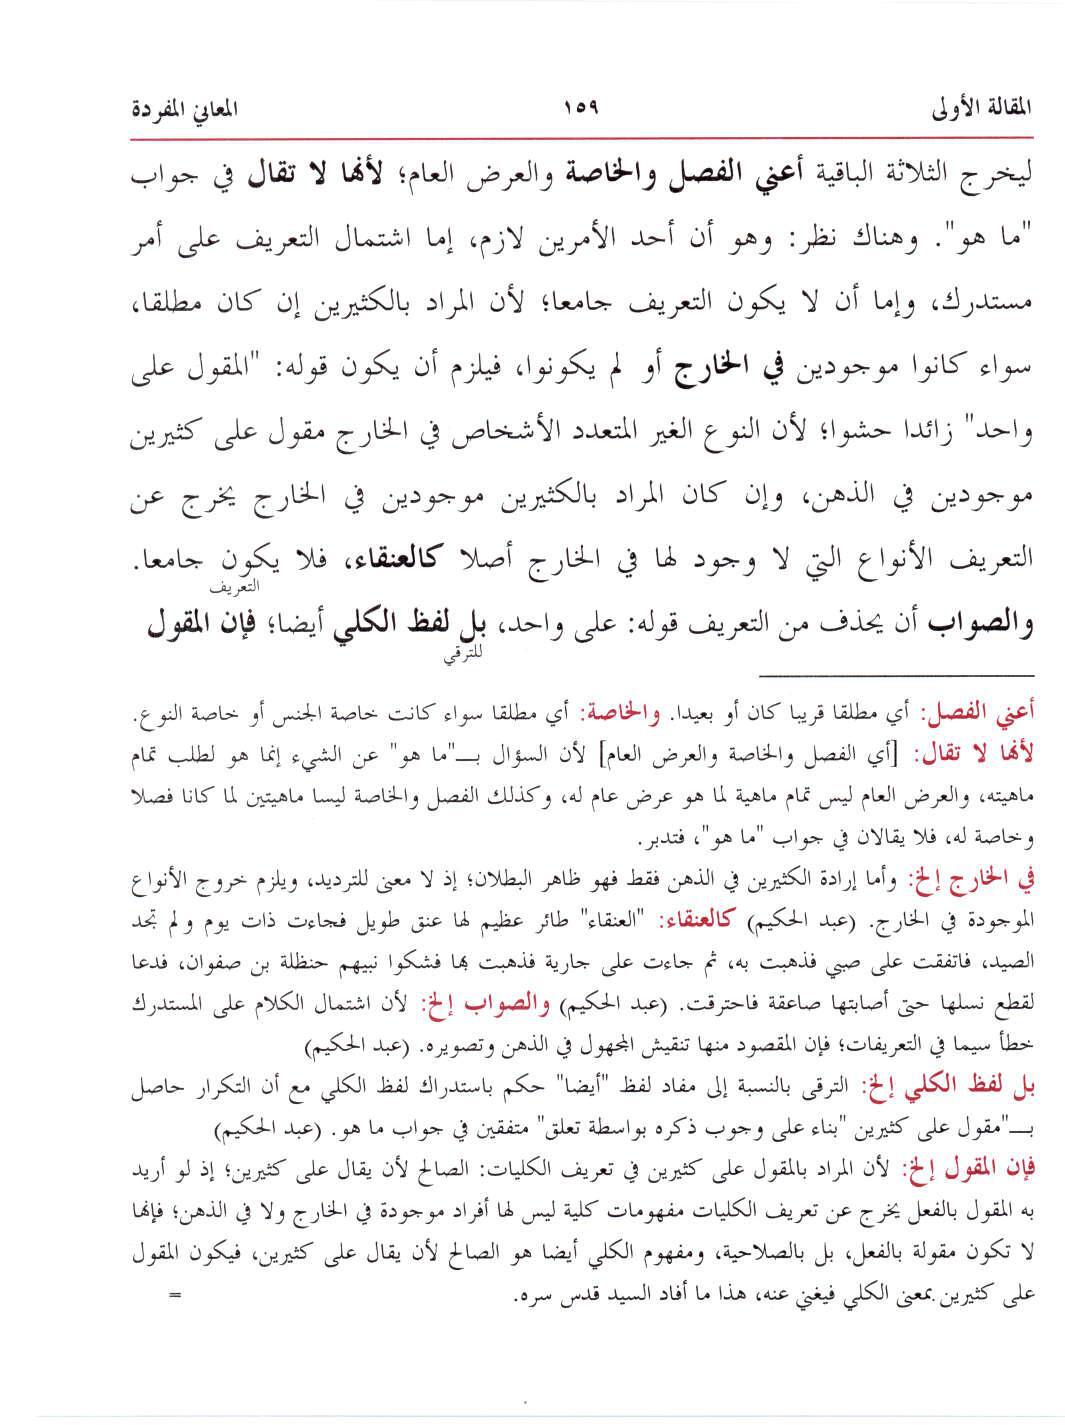 المقالة الأولى ١٥٩ المعاني المفردة
ليخرج الثلاثة الباقية أعني الفصل والخاصة والعرض العام؛ لأنها لا تقال في جواب
"ما هو". وهناك نظر: وهو أن أحد الأمرين لازم، إما اشتمال التعريف على أمر
مستدرك، وإما أن لا يكون التعريف جامعا؛ لأن المراد بالكثيرين إن كان مطلقا،
سواء كانوا موجودين في الخارج أو لم يكونوا، فيلزم أن يكون قوله: "المقول على
واحد" زائدا حشوا؛ لأن النوع الغير المتعدد الأشخاص في الخارج مقول على كثيرين
موجودين في الذهن، وإن كان المراد بالكثيرين موجودين في الخارج يخرج عن
التعريف الأنواع التي لا وجود لها في الخارج أصلا كالعنقاء، فلا يكون جامعا.
التعريف
والصواب أن يحذف من التعريف قوله: على واحد، بل لفظ الكلي أيضا؛ فإن المقول
للترقي
أعني الفصل: أي مطلقا قريبا كان أو بعيدا. والخاصة: أي مطلقا سواء كانت خاصة الجنس أو خاصة النوع.
لأنها لا تقال: [أي الفصل والخاصة والعرض العام] لأن السؤال بـــ"ما هو" عن الشيء إنما هو لطلب تمام
ماهيته، والعرض العام ليس تمام ماهية لما هو عرض عام له، وكذلك الفصل والخاصة ليسا ماهيتين لما كانا فصلا
وخاصة له، فلا يقالان في جواب "ما هو"، فتدبر.
في الخارج إلخ: وأما إرادة الكثيرين في الذهن فقط فهو ظاهر البطلان؛ إذ لا معنى للترديد، ويلزم خروج الأنواع
الموجودة في الخارج. (عبد الحكيم) كالعنقاء: "العنقاء" طائر عظيم لها عنق طويل فجاءت ذات يوم ولم تجد
الصيد، فاتفقت على صبي فذهبت به، ثم جاءت على جارية فذهبت بها فشكوا نبيهم حنظلة بن صفوان، فدعا
لقطع نسلها حتى أصابتها صاعقة فاحترقت. (عبد الحكيم) والصواب إلخ: لأن اشتمال الكلام على المستدرك
خطأ سيما في التعريفات؛ فإن المقصود منها تنقيش المجهول في الذهن وتصويره. (عبد الحكيم)
بل لفظ الكلي إلخ: الترقى بالنسبة إلى مفاد لفظ "أيضا" حكم باستدراك لفظ الكلي مع أن التكرار حاصل
بـــ"مقول على كثيرين "بناء على وجوب ذكره بواسطة تعلق" متفقين في جواب ما هو. (عبد الحكيم)
فإن المقول إلخ: لأن المراد بالمقول على كثيرين في تعريف الكليات: الصالح لأن يقال على كثيرين؛ إذ لو أريد
به المقول بالفعل يخرج عن تعريف الكليات مفهومات كلية ليس لها أفراد موجودة في الخارج ولا في الذهن؛ فإنها
لا تكون مقولة بالفعل، بل بالصلاحية، ومفهوم الكلي أيضا هو الصالح لأن يقال على كثيرين، فيكون المقول
على كثيرين بمعنى الكلي فيغني عنه، هذا ما أفاد السيد قدس سره. =